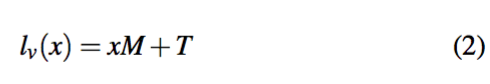 l_v(x) = xM + T (2)